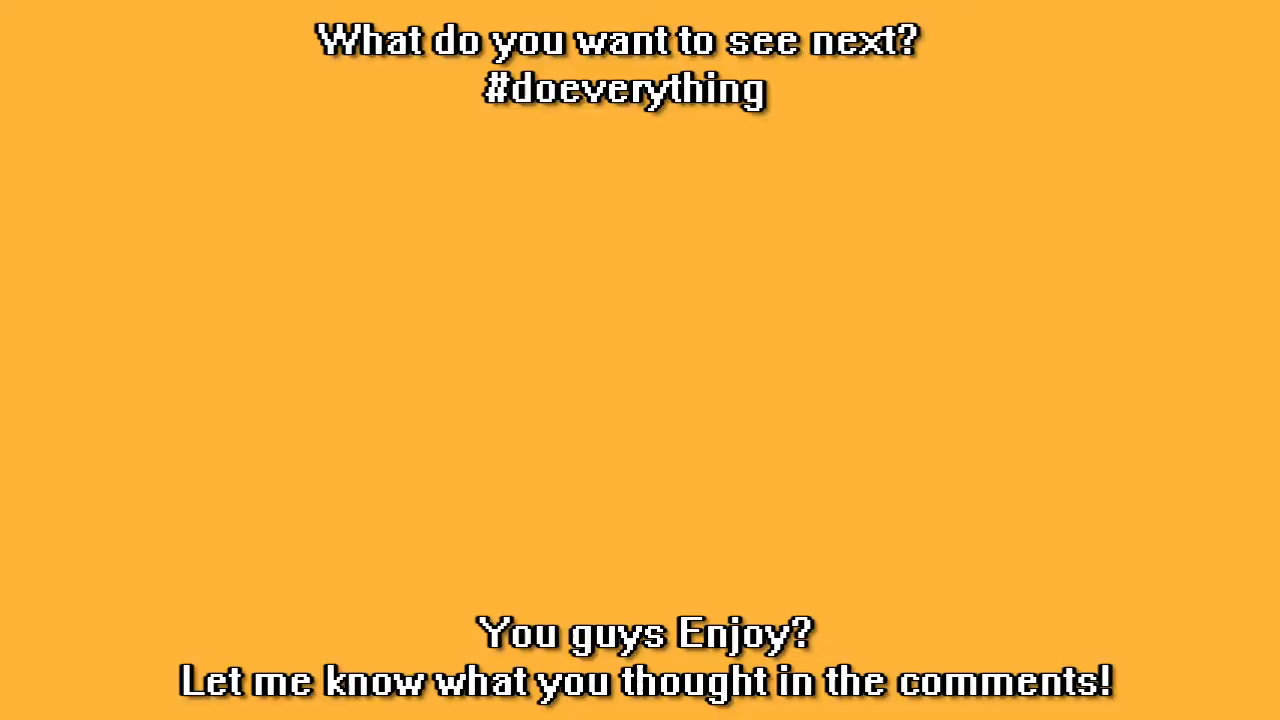 What do you want to see next?
#doeverything
You guys Enjoy?
Let me know what you thought in the comments!